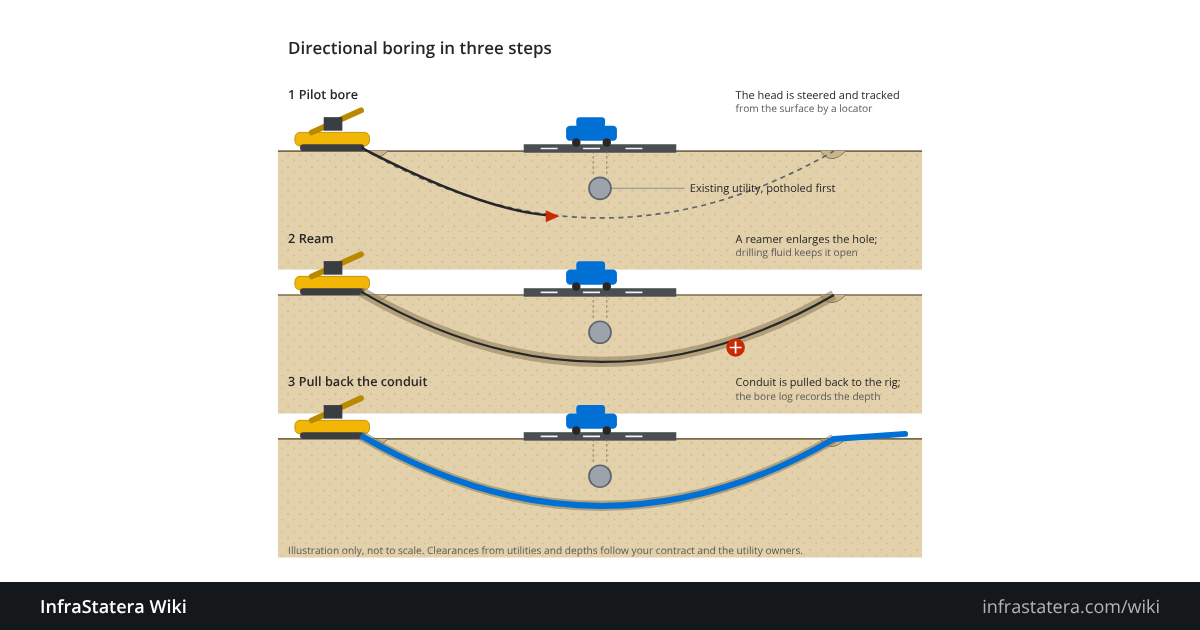 Directional boring in three steps
1 Pilot bore
The head is steered and tracked
from the surface by a locator
Existing utility, potholed first
2 Ream
A reamer enlarges the hole;
drilling fluid keeps it open
3 Pull back the conduit
Conduit is pulled back to the rig;
the bore log records the depth
Illustration only, not to scale. Clearances from utilities and depths follow your contract and the utility owners.
InfraStatera Wiki
infrastatera.com/wiki